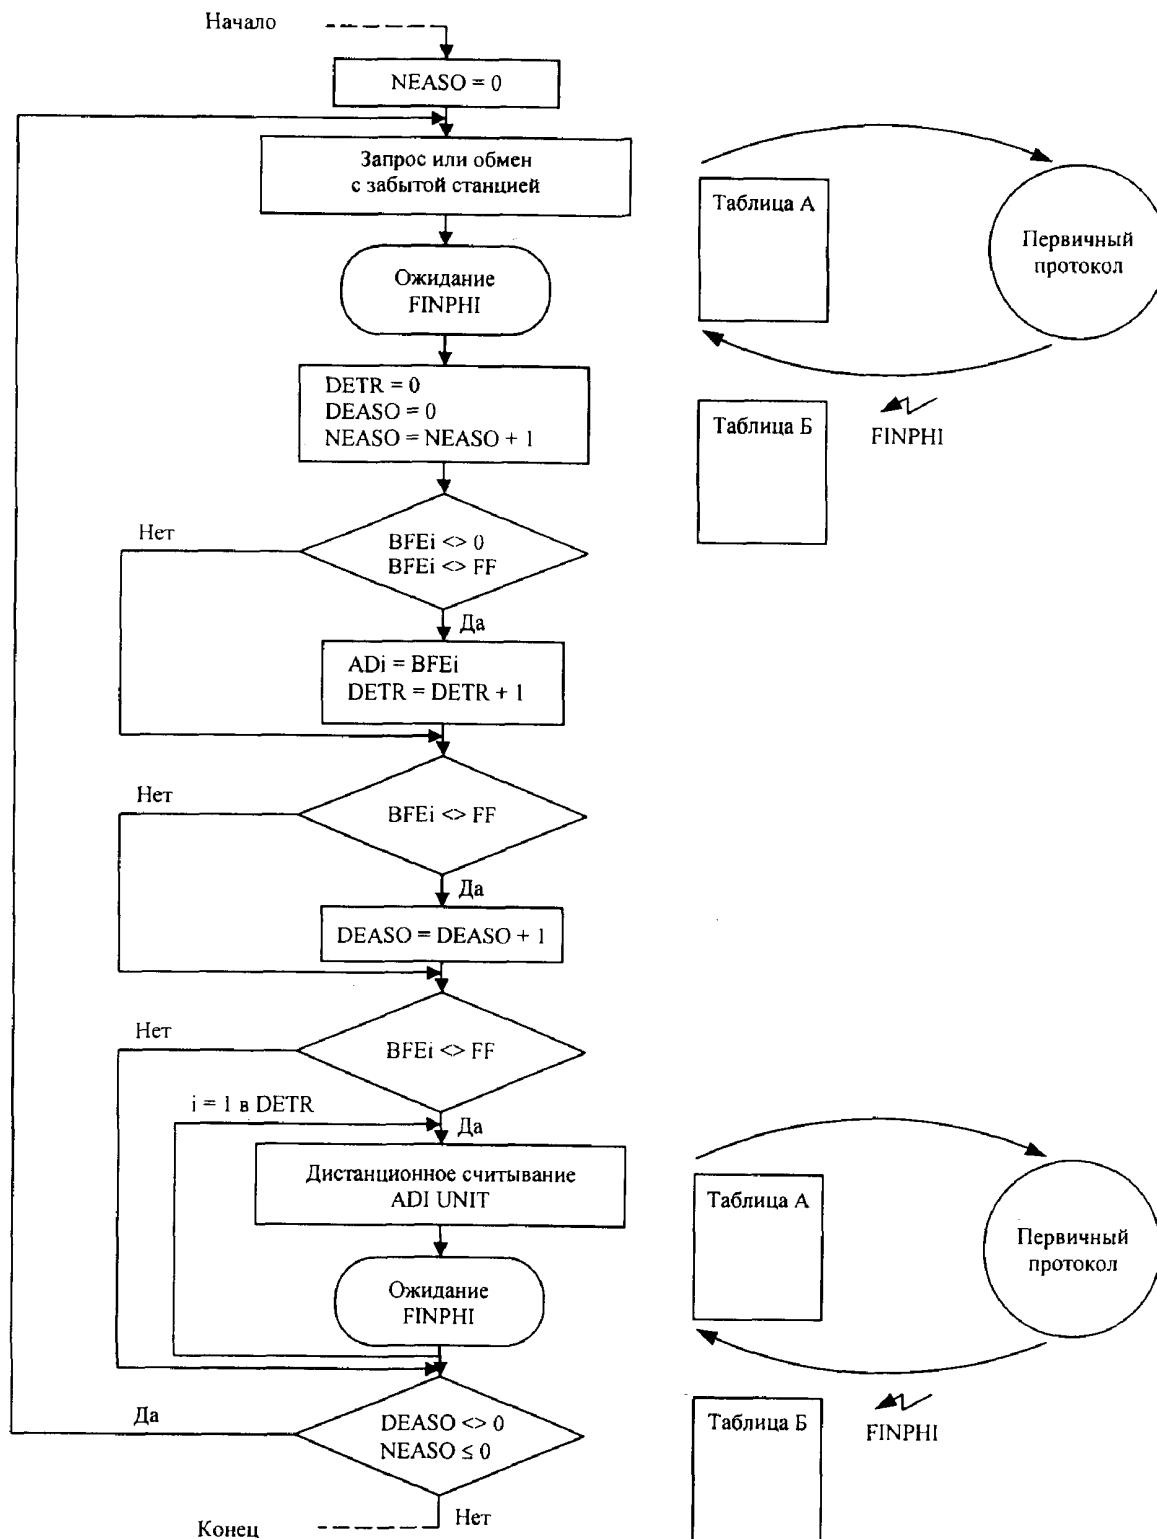 Начало
NEASO = 0
Запрос или обмен
с забытой станцией
Таблица А
Первичный
протокол
Ожидание
FINPHI
DETR = 0
DEASO = 0
NEASO = NEASO + 1
Таблица Б
FINPHI
Нет
BFEi <> 0
BFEi <> FF
Да
ADi = BFEi
DETR = DETR + 1
Нет
BFEi <> FF
Да
DEASO = DEASO + 1
Нет
BFEi <> FF
i = 1 в DETR
Да
Дистанционное считывание
ADI UNIT
Таблица А
Первичный
протокол
Ожидание
FINPHI
Да
DEASO <> 0
NEASO ≤ 0
Таблица Б
FINPHI
Нет
Конец